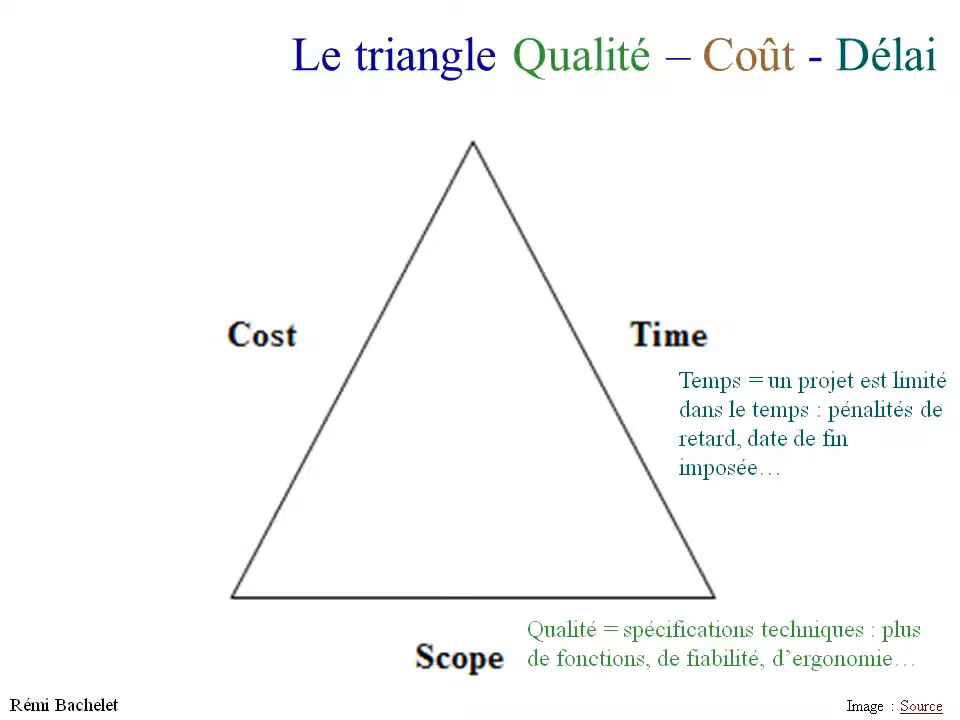 Le triangle Qualité – Coût - Délai
Cost
Time
Temps = un projet est limité
dans le temps : pénalités de
retard, date de fin
imposée…
Qualité = spécifications techniques : plus
de fonctions, de fiabilité, d’ergonomie…
Scope
Rémi Bachelet
Image : Source